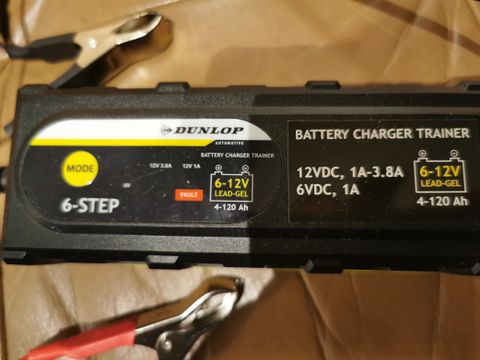 DUNLOP
AUTOMOTIVE
BATTERY CHARGER TRAINER
MODE
12V 3.8A
12V 1A
6V
FAULT
6-12V
LEAD-GEL
4-120 Ah
6-STEP
BATTERY CHARGER TRAINER
12VDC, 1A-3.8A
6VDC, 1A
6-12V
LEAD-GEL
4-120 Ah